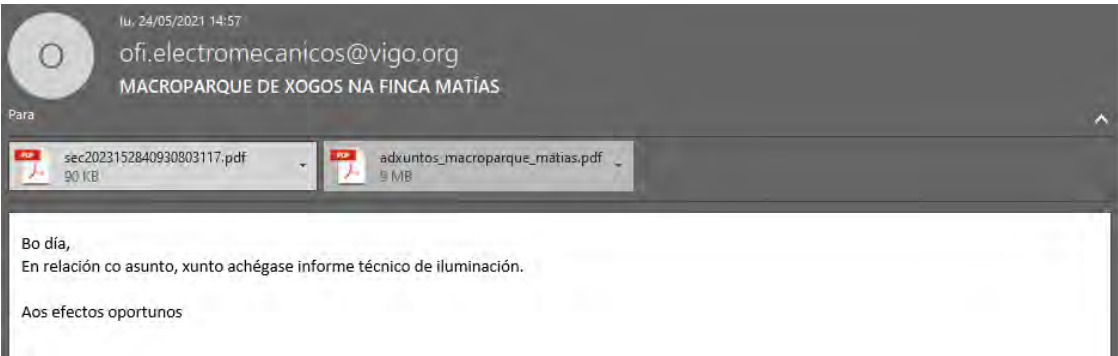 lu. 24/05/2021 14:57
O
ofi.electromecanicos@vigo.org
MACROPARQUE DE XOGOS NA FINCA MATÍAS
Para
PDF
sec2023152840930803117.pdf
90 KB
PDF
adxuntos_macroparque_matias.pdf
9 MB
Bo día,
En relación co asunto, xunto achégase informe técnico de iluminación.
Aos efectos oportunos